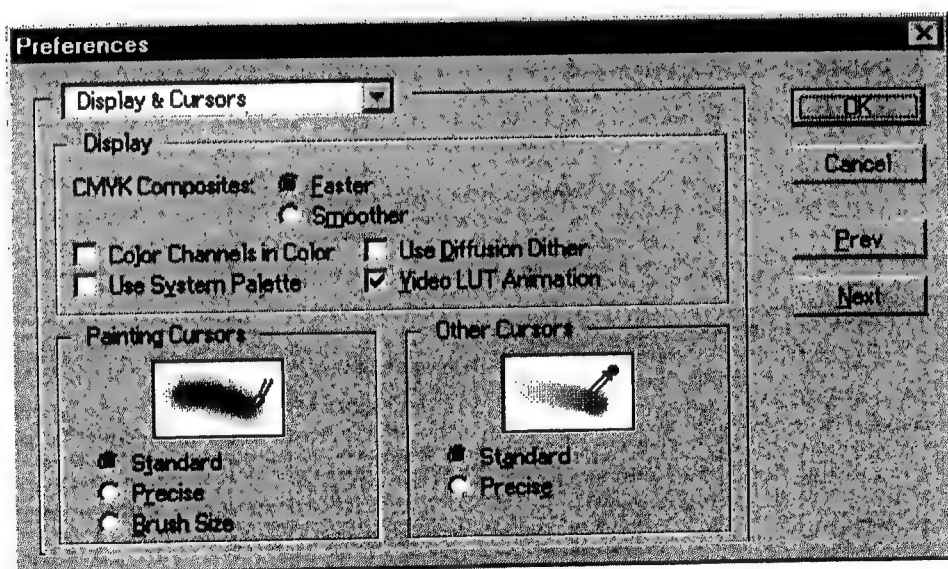 Preferences
Display & Cursors
OK
Cancel
Prev
Next
Display
CMYK Composites:
Faster
Smoother
Color Channels in Color
Use Diffusion Dither
Use System Palette
Video LUT Animation
Painting Cursors
Standard
Precise
Brush Size
Other Cursors
Standard
Precise